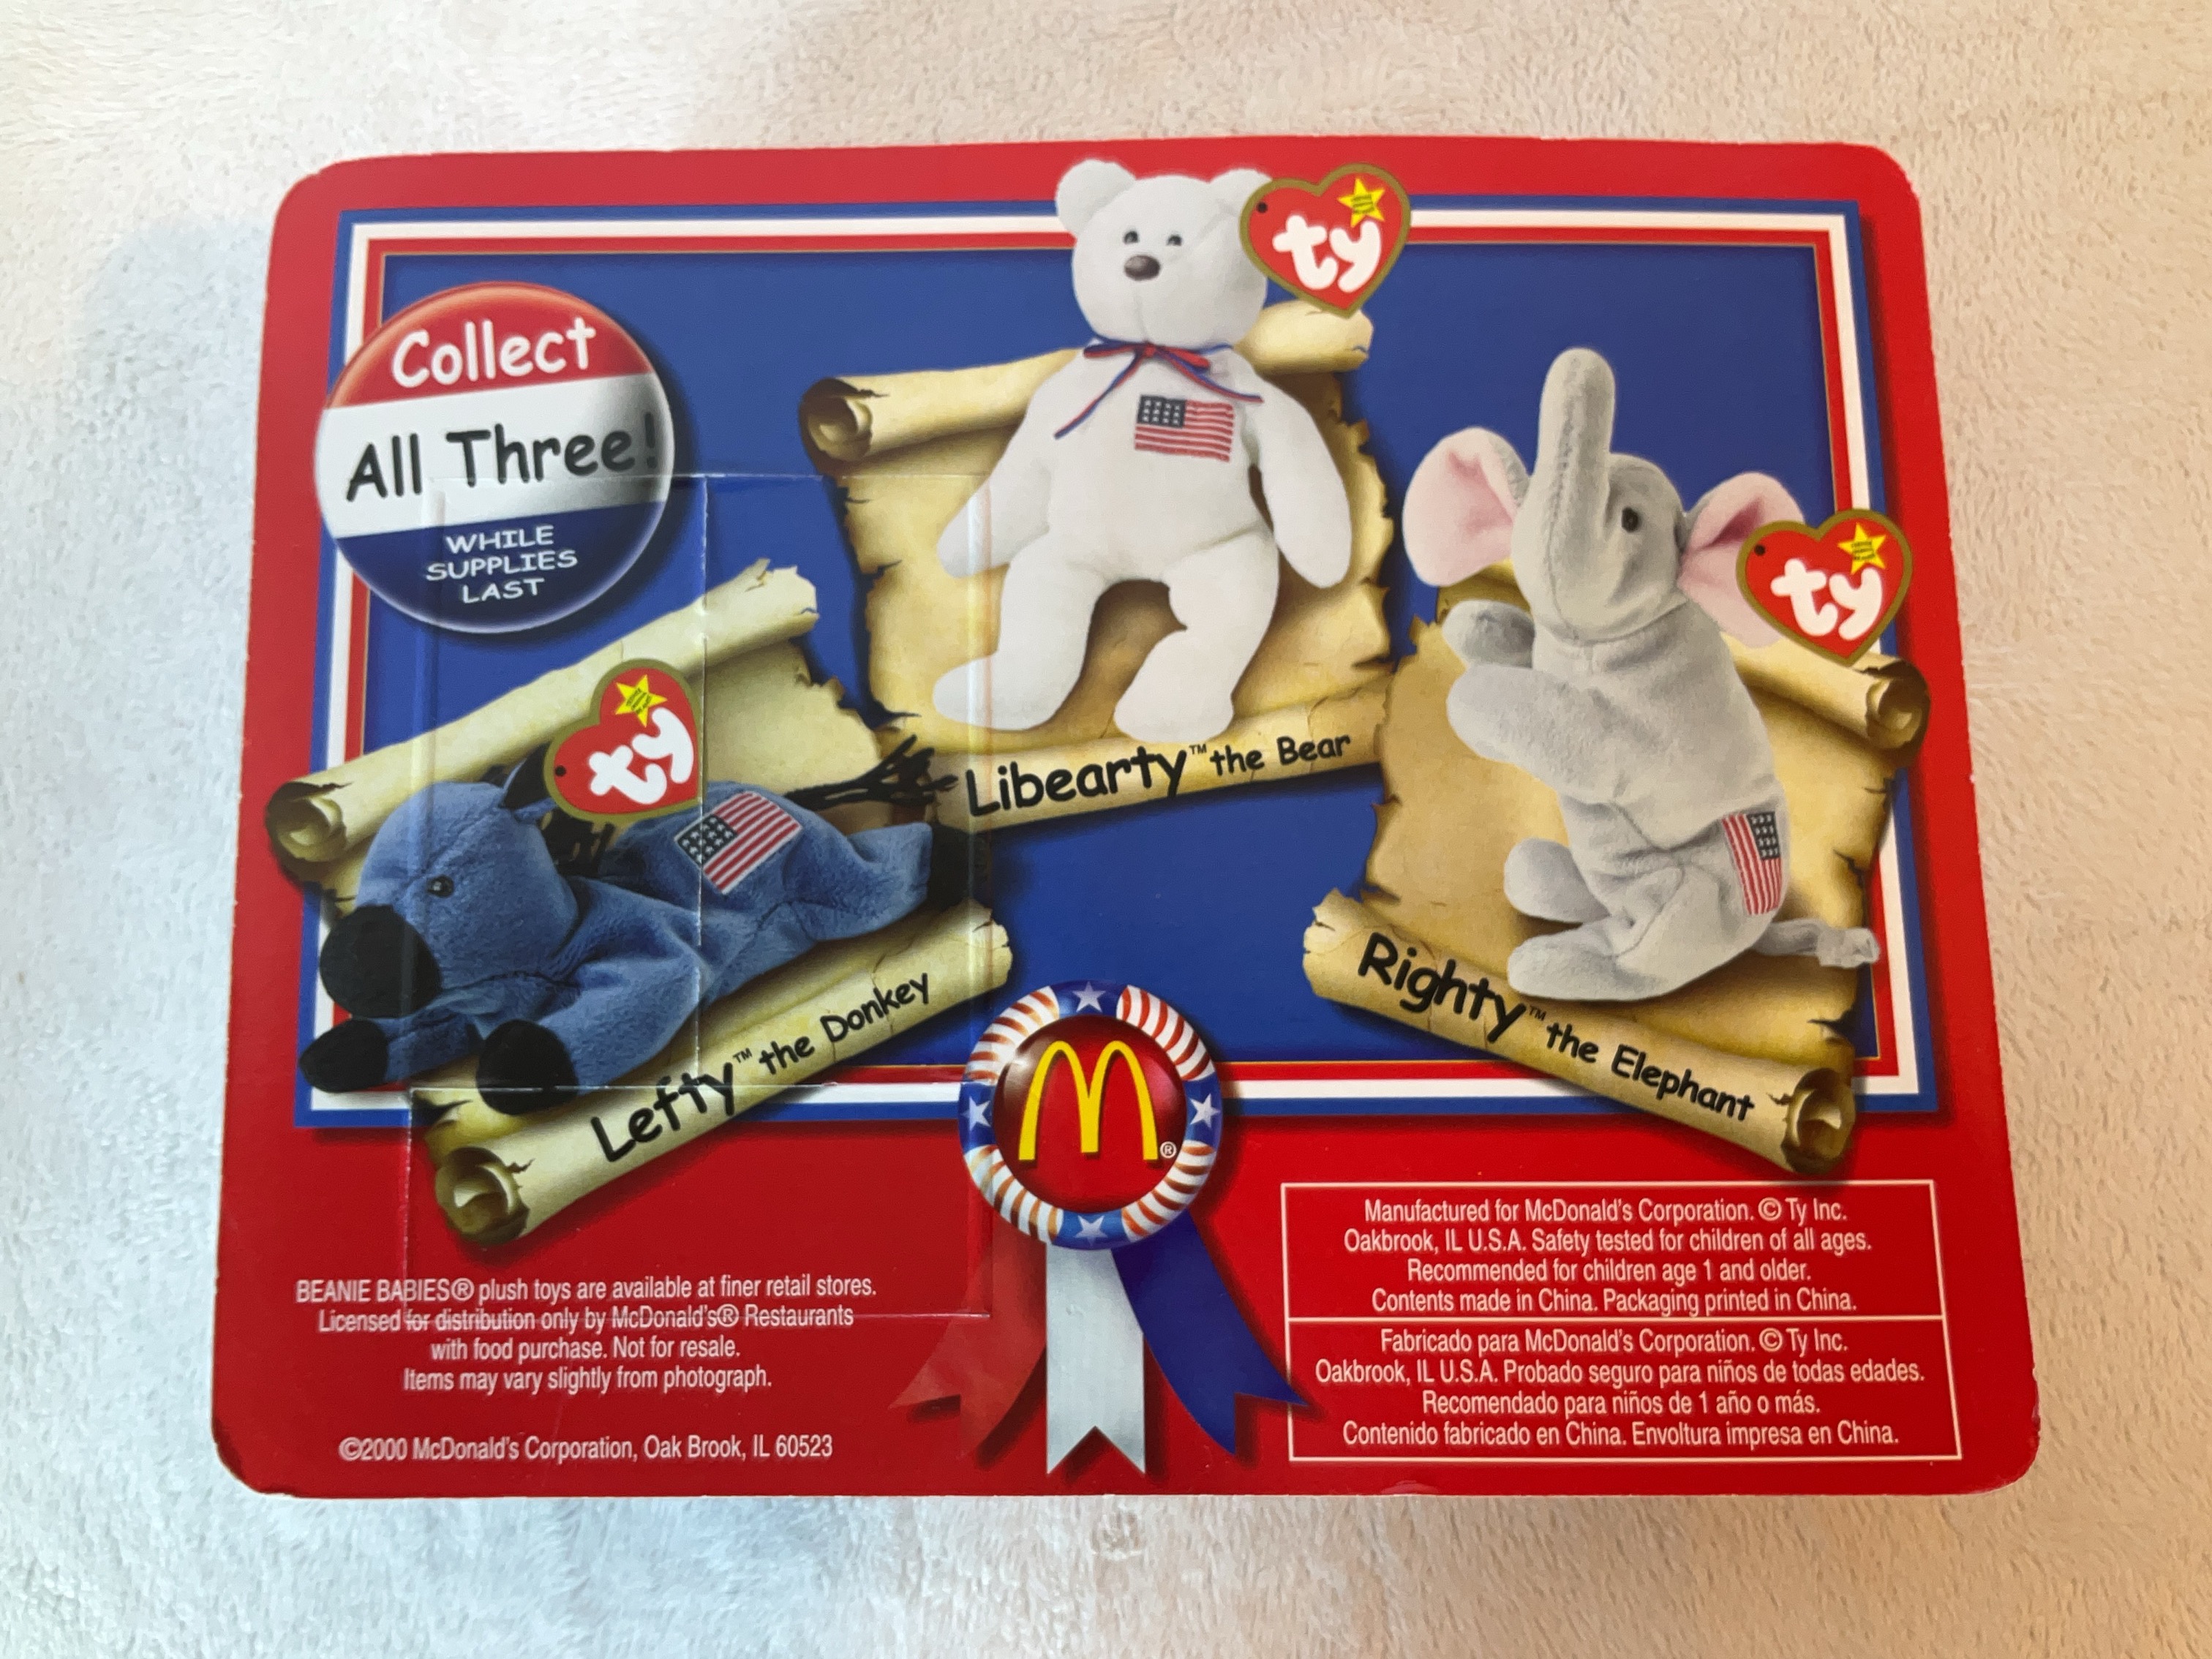 Collect
All Three!
WHILE
SUPPLIES
LAST
ty
Libearty™ the Bear
ty
Righty™ the Elephant
ty
Lefty™ the Donkey
M®
BEANIE BABIES® plush toys are available at finer retail stores.
Licensed for distribution only by McDonald's® Restaurants
with food purchase. Not for resale.
Items may vary slightly from photograph.
©2000 McDonald's Corporation, Oak Brook, IL 60523
Manufactured for McDonald's Corporation. © Ty Inc.
Oakbrook, IL U.S.A. Safety tested for children of all ages.
Recommended for children age 1 and older.
Contents made in China. Packaging printed in China.
Fabricado para McDonald's Corporation. © Ty Inc.
Oakbrook, IL U.S.A. Probado seguro para niños de todas edades.
Recomendado para niños de 1 año o más.
Contenido fabricado en China. Envoltura impresa en China.